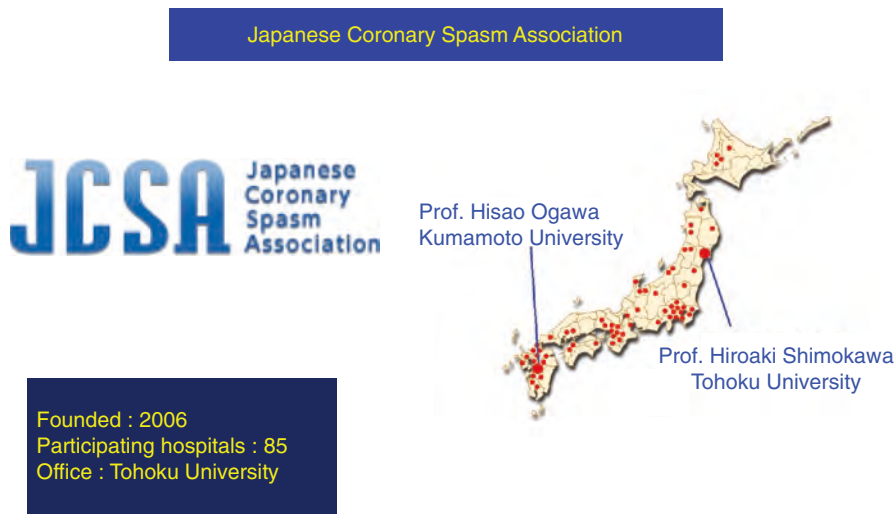 Japanese Coronary Spasm Association
JCSA
Japanese
Coronary
Spasm
Association
Prof. Hisao Ogawa
Kumamoto University
Prof. Hiroaki Shimokawa
Tohoku University
Founded : 2006
Participating hospitals : 85
Office : Tohoku University